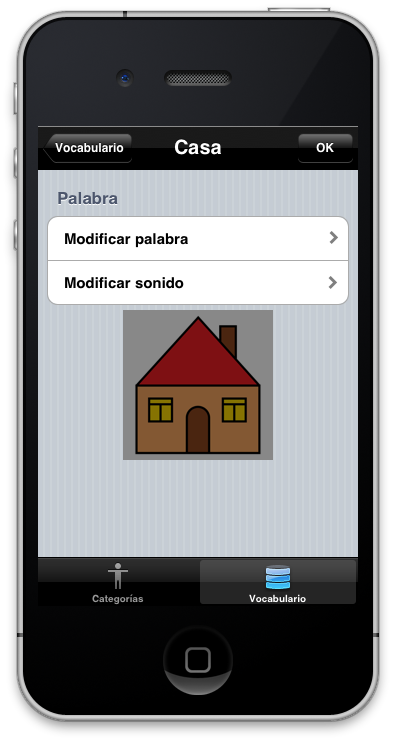 Vocabulario Casa OK
Palabra
Modificar palabra
Modificar sonido
Categorías Vocabulario